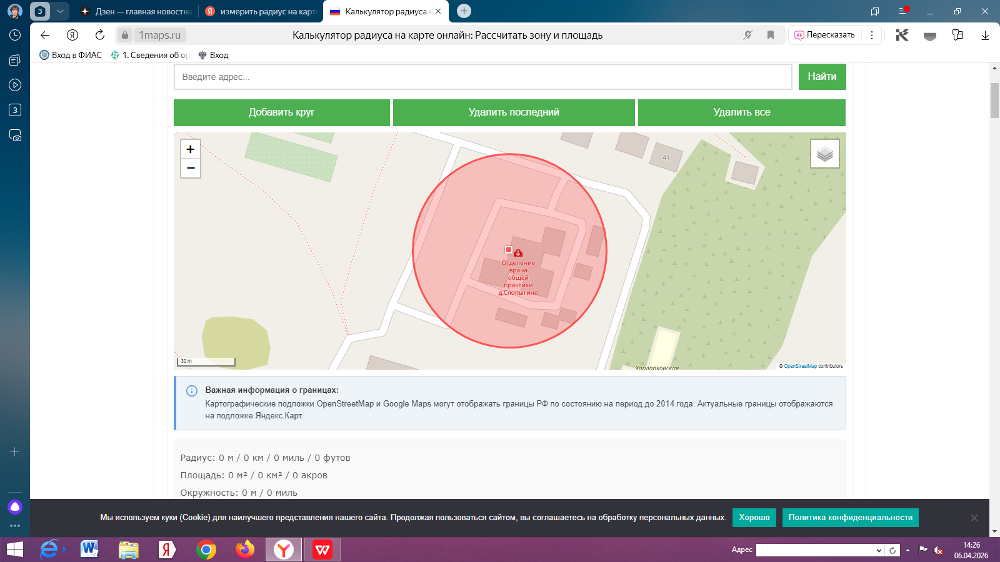 3
Дзен — главная новостна
Я
измерить радиус на карт
Калькулятор радиуса н
Я
1maps.ru
Калькулятор радиуса на карте онлайн: Рассчитать зону и площадь
Пересказать
Вход в ФИАС
1. Сведения об ор
Вход
3
Введите адрес...
Найти
Добавить круг
Удалить последний
Удалить все
+
−
41
Отделение
врача
общей
практики
д.Слопыгино
30 m
Харлапковская
© OpenStreetMap contributors
Важная информация о границах:
Картографические подложки OpenStreetMap и Google Maps могут отображать границы РФ по состоянию на период до 2014 года. Актуальные границы отображаются
на подложке Яндекс.Карт.
Радиус: 0 м / 0 км / 0 миль / 0 футов
Площадь: 0 м² / 0 км² / 0 акров
Окружность: 0 м / 0 миль
Мы используем куки (Cookie) для наилучшего представления нашего сайта. Продолжая пользоваться сайтом, вы соглашаетесь на обработку персональных данных.
Хорошо
Политика конфиденциальности
Адрес
14:26
06.04.2026